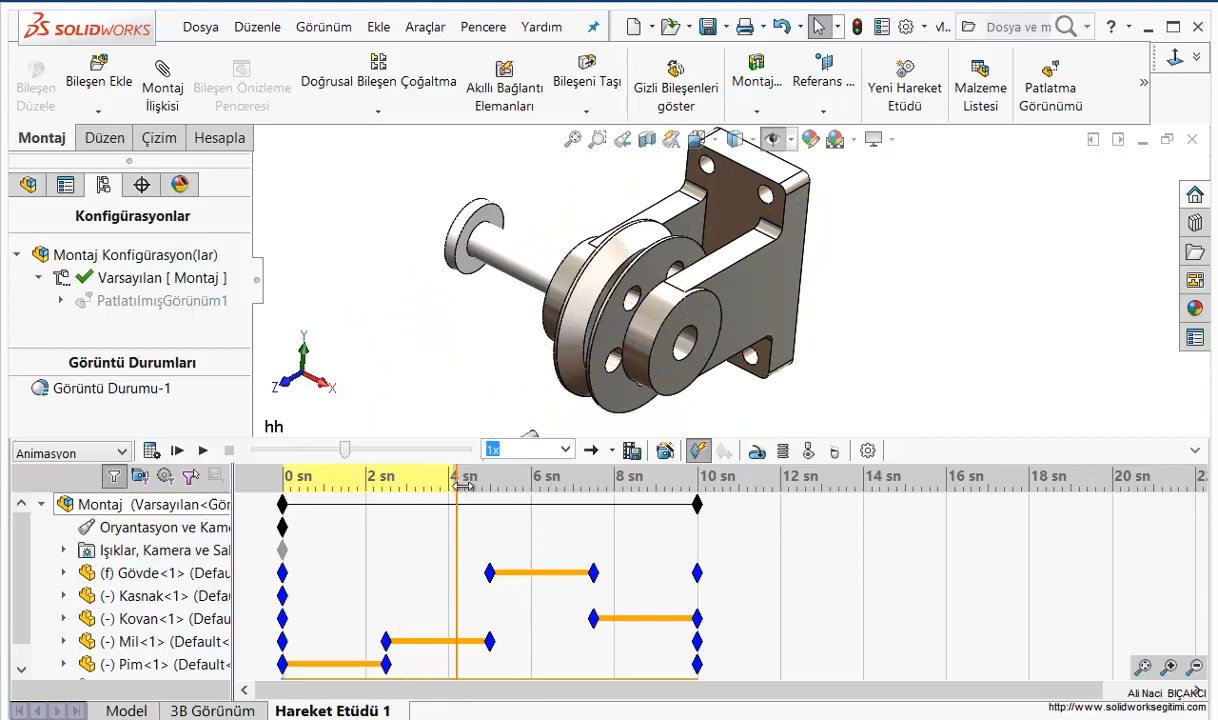 SOLIDWORKS
Dosya Düzenle Görünüm Ekle Araçlar Pencere Yardım
Dosya ve m
?
Bileşen Düzele
Bileşen Ekle
Montaj İlişkisi
Bileşen Önizleme Penceresi
Doğrusal Bileşen Çoğaltma
Akıllı Bağlantı Elemanları
Bileşeni Taşı
Gizli Bileşenleri göster
Montaj...
Referans ...
Yeni Hareket Etüdü
Malzeme Listesi
Patlatma Görünümü
Montaj Düzen Çizim Hesapla
Konfigürasyonlar
Montaj Konfigürasyon(lar)
Varsayılan [ Montaj ]
PatlatılmışGörünüm1
Görüntü Durumları
Görüntü Durumu-1
Y
Z X
hh
Animasyon
1x
0 sn 2 sn 4 sn 6 sn 8 sn 10 sn 12 sn 14 sn 16 sn 18 sn 20 sn 22
Montaj (Varsayılan<Gör
Oryantasyon ve Kame
Işıklar, Kamera ve Sal
(f) Gövde<1> (Defau
(-) Kasnak<1> (Defau
(-) Kovan<1> (Defau
(-) Mil<1> (Default<
(-) Pim<1> (Default<
Ali Naci BIÇAKCI
http://www.solidworksegitimi.com
Model 3B Görünüm Hareket Etüdü 1